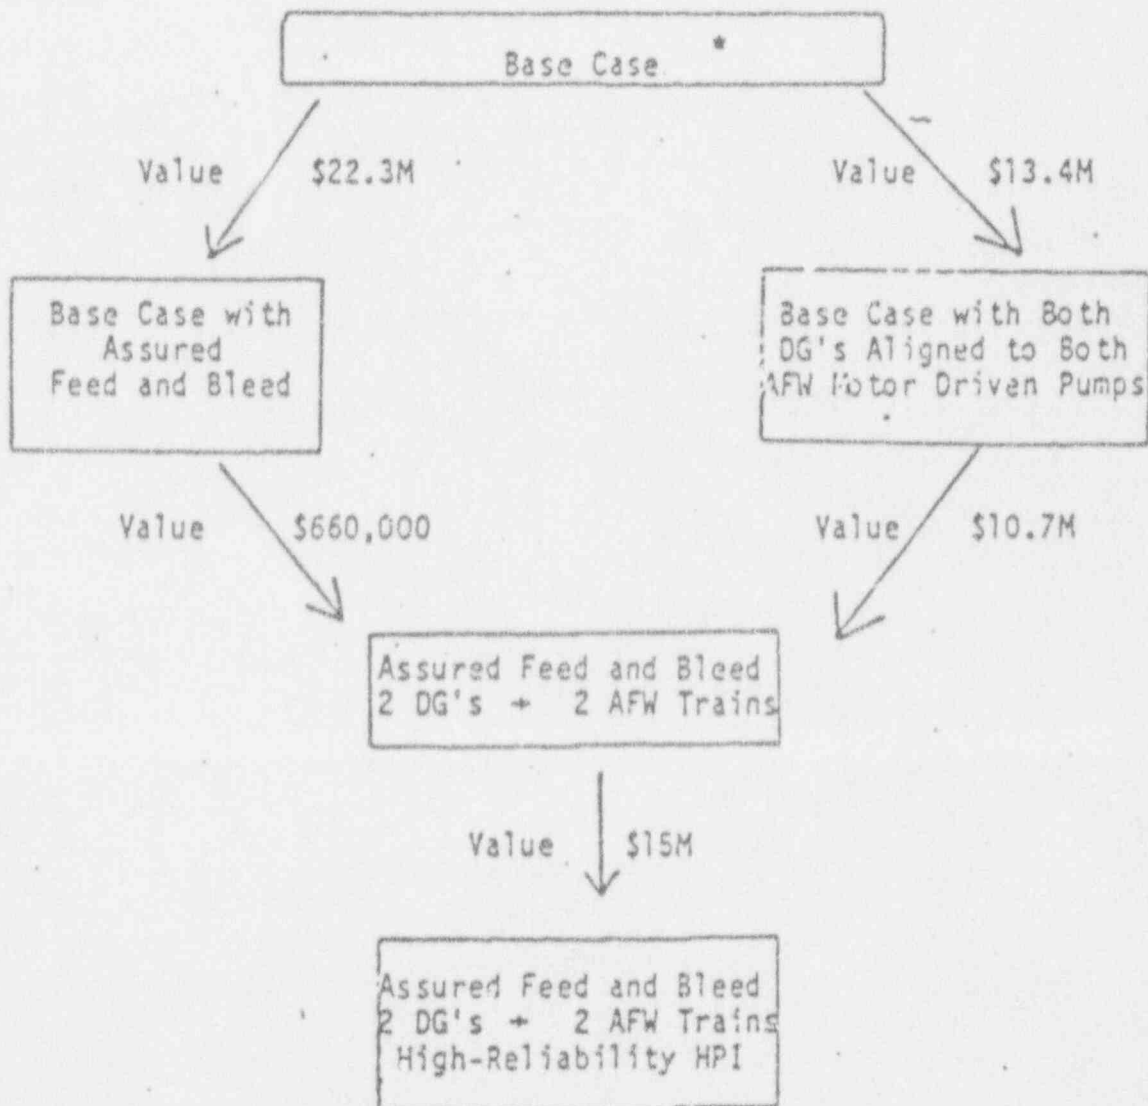 Base Case *
Value $22.3M
Value $13.4M
Base Case with
Assured
Feed and Bleed
Base Case with Both
DG's Aligned to Both
AFW Motor Driven Pumps
Value $660,000
Value $10.7M
Assured Feed and Bleed
2 DG's → 2 AFW Trains
Value $15M
Assured Feed and Bleed
2 DG's → 2 AFW Trains
High-Reliability HPI